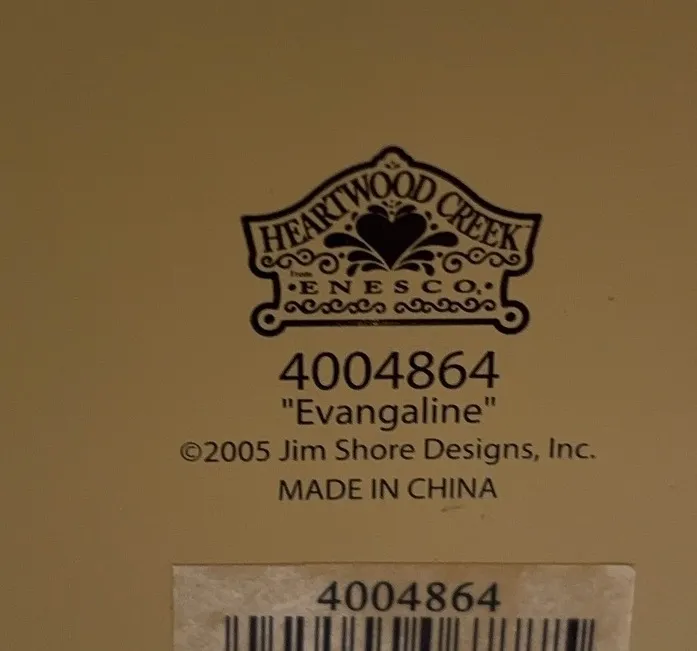 HEARTWOOD CREEK
From
·ENESCO.·
4004864
"Evangaline"
©2005 Jim Shore Designs, Inc.
MADE IN CHINA
4004864